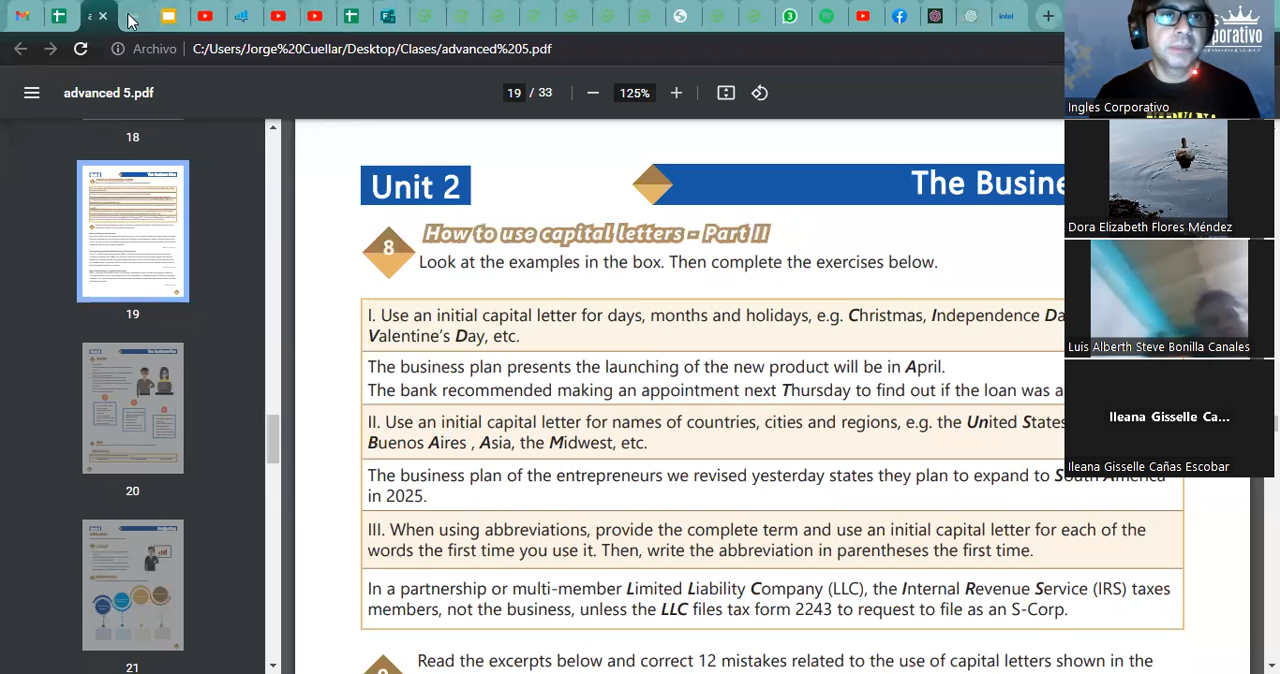 a
3
intel
Archivo
C:/Users/Jorge%20Cuellar/Desktop/Clases/advanced%205.pdf
advanced 5.pdf
19 / 33
125%
18
19
20
21
Unit 2
The Busine
8
How to use capital letters - Part II
Look at the examples in the box. Then complete the exercises below.
I. Use an initial capital letter for days, months and holidays, e.g. Christmas, Independence Da
Valentine's Day, etc.
The business plan presents the launching of the new product will be in April.
The bank recommended making an appointment next Thursday to find out if the loan was a
II. Use an initial capital letter for names of countries, cities and regions, e.g. the United States
Buenos Aires , Asia, the Midwest, etc.
The business plan of the entrepreneurs we revised yesterday states they plan to expand to South America
in 2025.
III. When using abbreviations, provide the complete term and use an initial capital letter for each of the
words the first time you use it. Then, write the abbreviation in parentheses the first time.
In a partnership or multi-member Limited Liability Company (LLC), the Internal Revenue Service (IRS) taxes
members, not the business, unless the LLC files tax form 2243 to request to file as an S-Corp.
Read the excerpts below and correct 12 mistakes related to the use of capital letters shown in the
orporativo
Ingles Corporativo
Dora Elizabeth Flores Méndez
Luis Alberth Steve Bonilla Canales
Ileana Gisselle Ca...
Ileana Gisselle Cañas Escobar